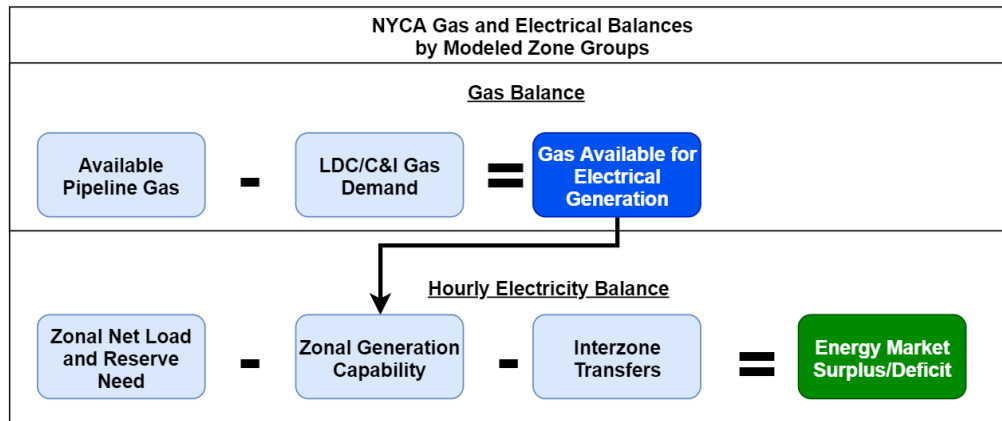 NYCA Gas and Electrical Balances
by Modeled Zone Groups
Gas Balance
Available
Pipeline Gas
-
LDC/C&I Gas
Demand
=
Gas Available for
Electrical
Generation
Hourly Electricity Balance
Zonal Net Load
and Reserve
Need
-
Zonal Generation
Capability
-
Interzone
Transfers
=
Energy Market
Surplus/Deficit